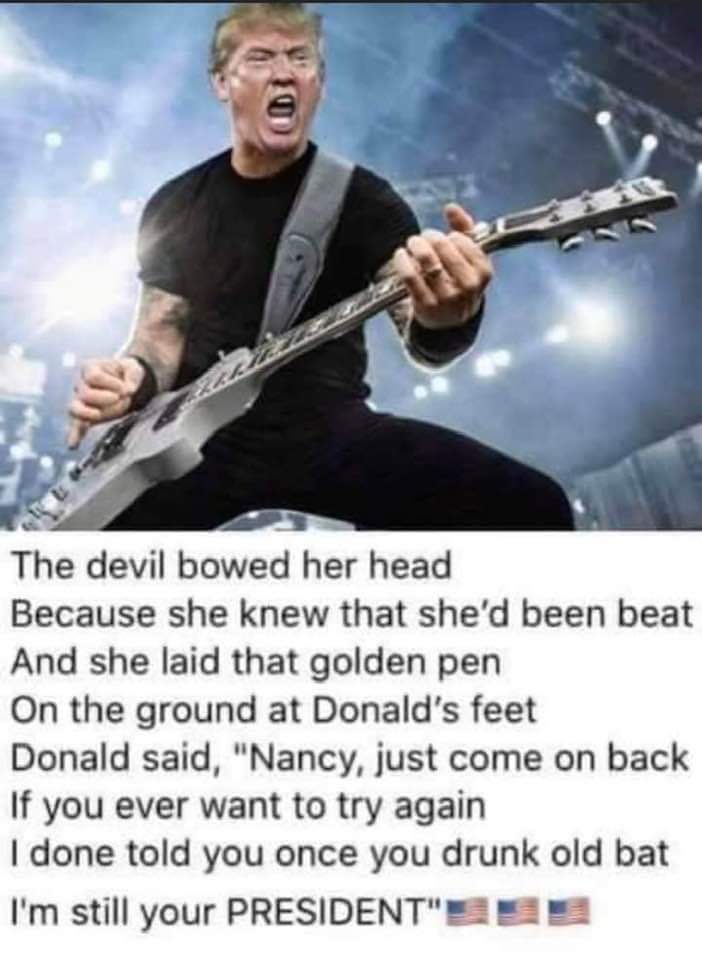 The devil bowed her head
Because she knew that she'd been beat
And she laid that golden pen
On the ground at Donald's feet
Donald said, "Nancy, just come on back
If you ever want to try again
I done told you once you drunk old bat
I'm still your PRESIDENT"🇺🇸🇺🇸🇺🇸